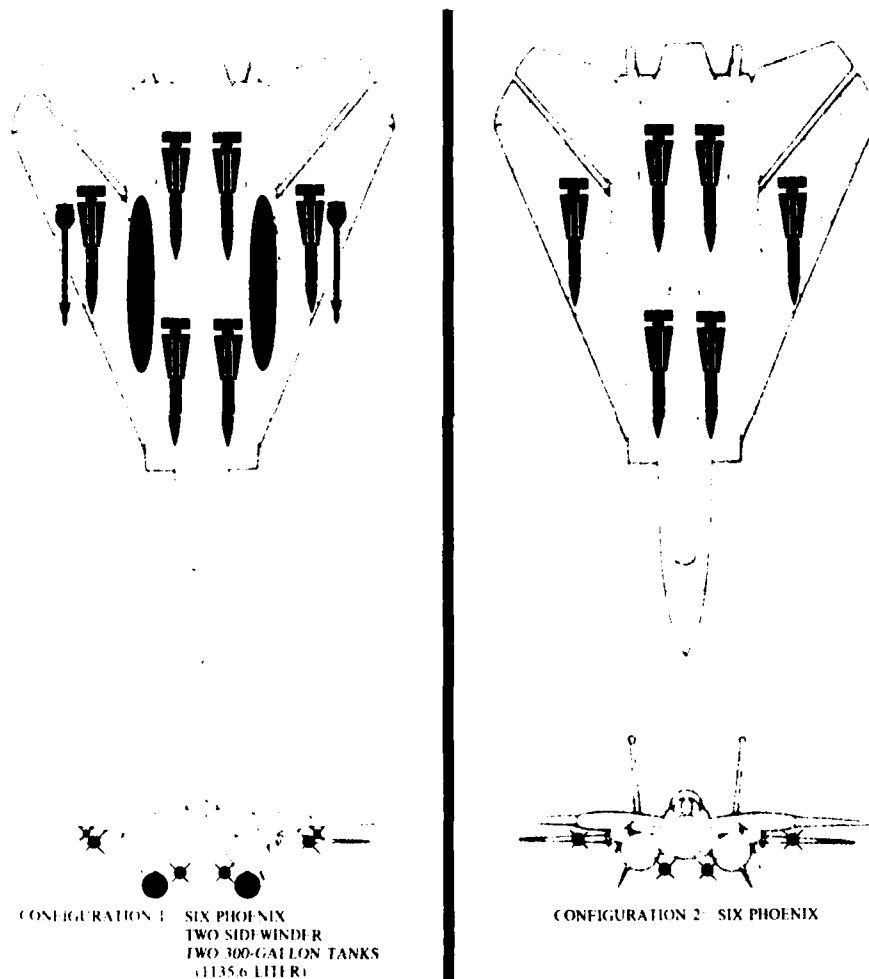 CONFIGURATION 1: SIX PHOENIX
TWO SIDEWINDER
TWO 300-GALLON TANKS
(1135.6 LITER)
CONFIGURATION 2: SIX PHOENIX